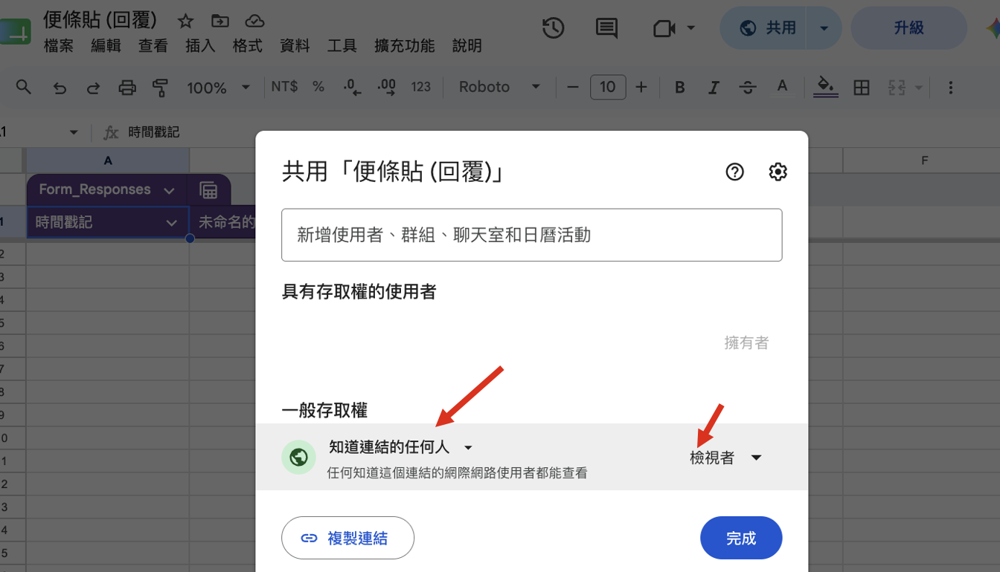 便條貼 (回覆)
檔案 編輯 查看 插入 格式 資料 工具 擴充功能 說明
共用
升級
100% NT$ % .0 .00 123 Roboto 10 B I A
時間戳記
A F
Form_Responses
1 時間戳記 未命名的
2
3
4
5
6
7
8
9
0
1
2
3
4
5
共用「便條貼 (回覆)」
新增使用者、群組、聊天室和日曆活動
具有存取權的使用者
擁有者
一般存取權
知道連結的任何人
任何知道這個連結的網際網路使用者都能查看
檢視者
複製連結
完成